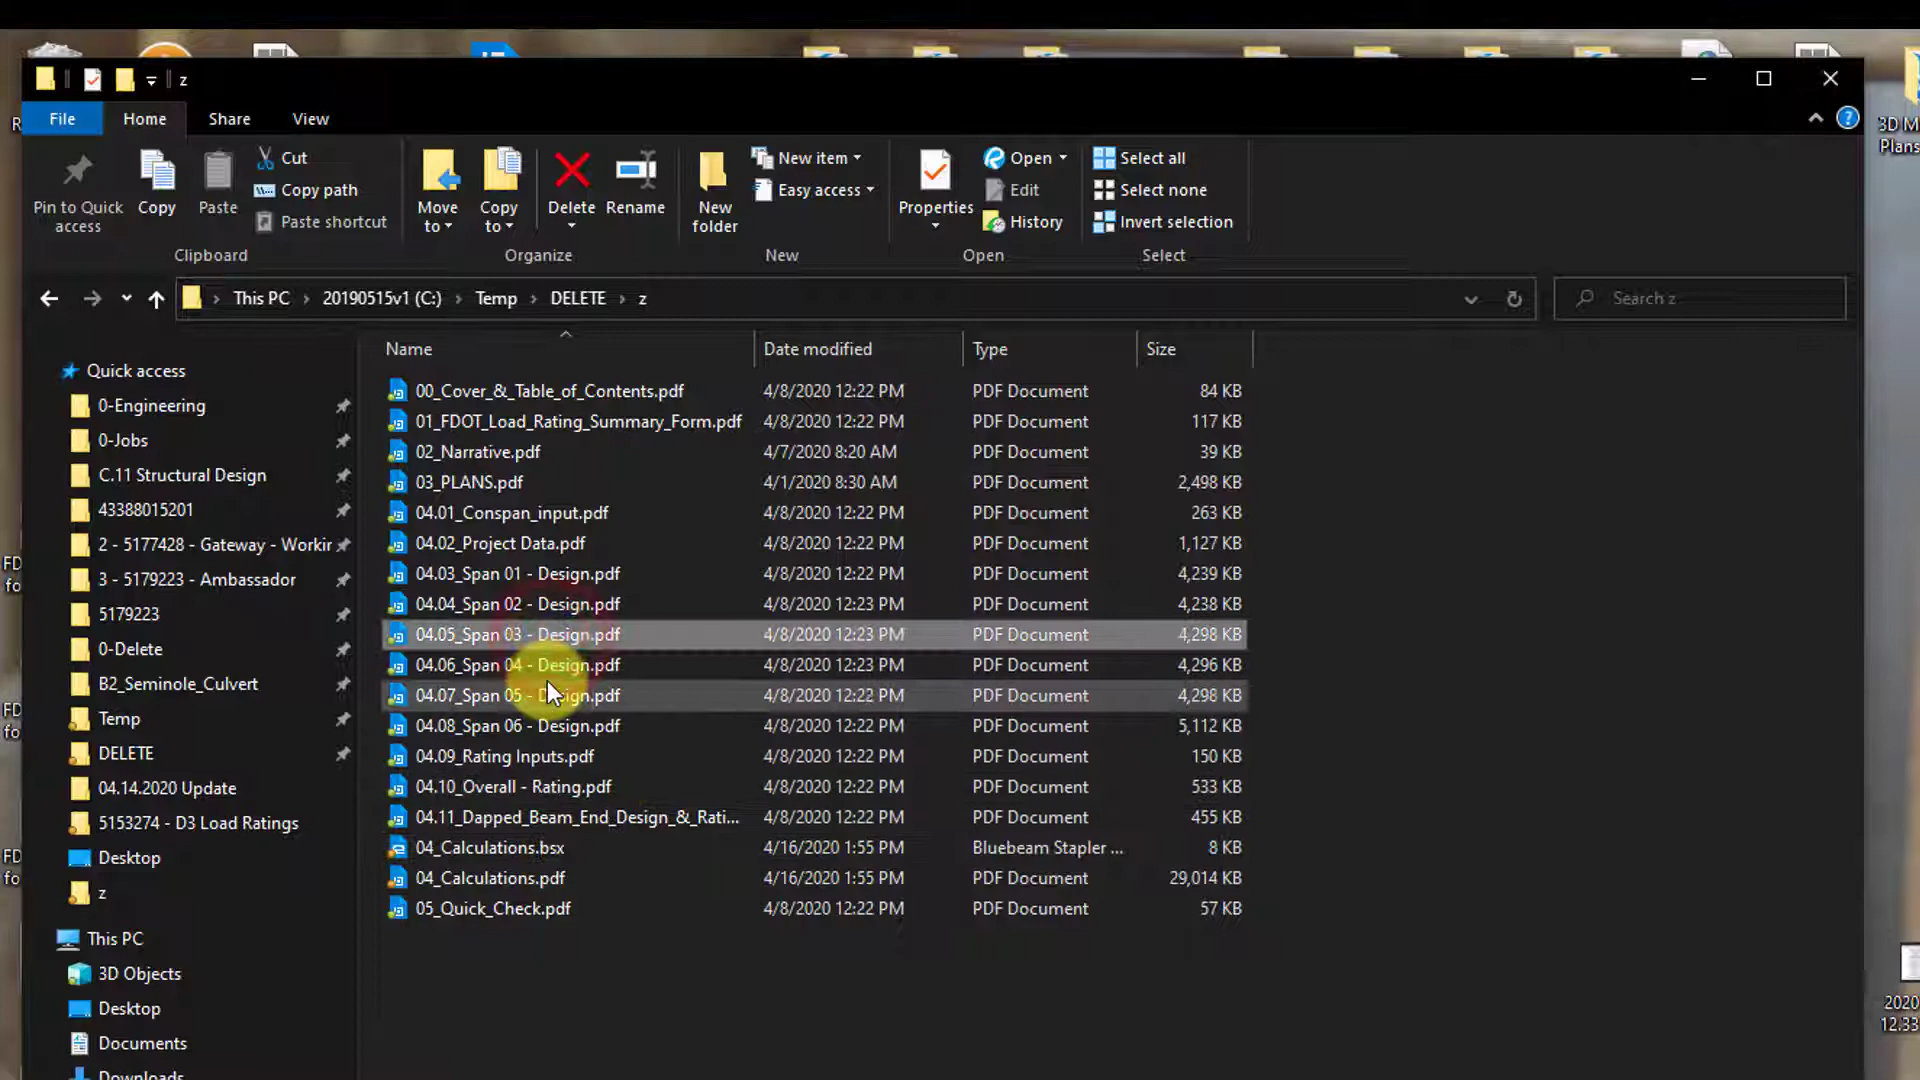 z
File Home Share View
Pin to Quick access
Copy
Paste
Cut
Copy path
Paste shortcut
Clipboard
Move to
Copy to
Delete
Rename
Organize
New folder
New item
Easy access
New
Properties
Open
Edit
History
Open
Select all
Select none
Invert selection
Select
This PC › 20190515v1 (C:) › Temp › DELETE › z
Search z
Quick access
0-Engineering
0-Jobs
C.11 Structural Design
43388015201
2 - 5177428 - Gateway - Workir
3 - 5179223 - Ambassador
5179223
0-Delete
B2_Seminole_Culvert
Temp
DELETE
04.14.2020 Update
5153274 - D3 Load Ratings
Desktop
z
This PC
3D Objects
Desktop
Documents
Downloads
Name Date modified Type Size
00_Cover_&_Table_of_Contents.pdf 4/8/2020 12:22 PM PDF Document 84 KB
01_FDOT_Load_Rating_Summary_Form.pdf 4/8/2020 12:22 PM PDF Document 117 KB
02_Narrative.pdf 4/7/2020 8:20 AM PDF Document 39 KB
03_PLANS.pdf 4/1/2020 8:30 AM PDF Document 2,498 KB
04.01_Conspan_input.pdf 4/8/2020 12:22 PM PDF Document 263 KB
04.02_Project Data.pdf 4/8/2020 12:22 PM PDF Document 1,127 KB
04.03_Span 01 - Design.pdf 4/8/2020 12:22 PM PDF Document 4,239 KB
04.04_Span 02 - Design.pdf 4/8/2020 12:23 PM PDF Document 4,238 KB
04.05_Span 03 - Design.pdf 4/8/2020 12:23 PM PDF Document 4,298 KB
04.06_Span 04 - Design.pdf 4/8/2020 12:23 PM PDF Document 4,296 KB
04.07_Span 05 - Design.pdf 4/8/2020 12:22 PM PDF Document 4,298 KB
04.08_Span 06 - Design.pdf 4/8/2020 12:22 PM PDF Document 5,112 KB
04.09_Rating Inputs.pdf 4/8/2020 12:22 PM PDF Document 150 KB
04.10_Overall - Rating.pdf 4/8/2020 12:22 PM PDF Document 533 KB
04.11_Dapped_Beam_End_Design_&_Rati... 4/8/2020 12:22 PM PDF Document 455 KB
04_Calculations.bsx 4/16/2020 1:55 PM Bluebeam Stapler ... 8 KB
04_Calculations.pdf 4/16/2020 1:55 PM PDF Document 29,014 KB
05_Quick_Check.pdf 4/8/2020 12:22 PM PDF Document 57 KB
R
FD
fo
FD
fo
FD
fo
3D M
Plans
2020
12.33